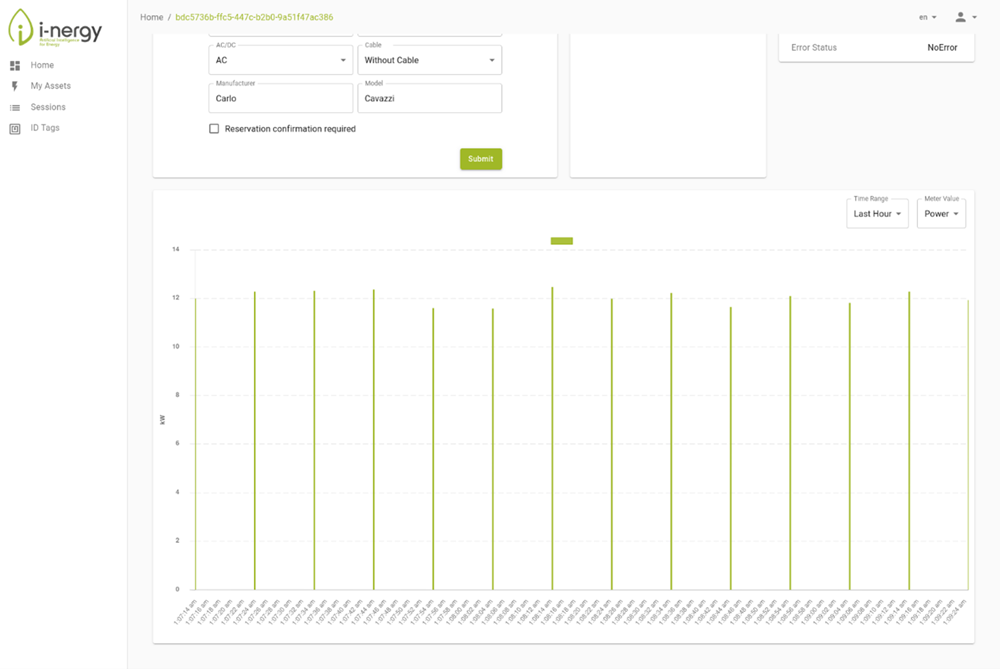 i-nergy
Artificial Intelligence
for Energy
Home / bdc5736b-ffc5-447c-b2b0-9a51f47ac386
en
Home
My Assets
Sessions
ID Tags
AC/DC
AC
Cable
Without Cable
Manufacturer
Carlo
Model
Cavazzi
Reservation confirmation required
Submit
Error Status
NoError
Time Range
Last Hour
Meter Value
Power
14
12
10
8
6
4
2
0
kW
1:07:14 am
1:07:16 am
1:07:18 am
1:07:20 am
1:07:22 am
1:07:24 am
1:07:26 am
1:07:28 am
1:07:30 am
1:07:32 am
1:07:34 am
1:07:36 am
1:07:38 am
1:07:40 am
1:07:42 am
1:07:44 am
1:07:46 am
1:07:48 am
1:07:50 am
1:07:52 am
1:07:54 am
1:07:56 am
1:07:58 am
1:08:00 am
1:08:02 am
1:08:04 am
1:08:06 am
1:08:08 am
1:08:10 am
1:08:12 am
1:08:14 am
1:08:16 am
1:08:18 am
1:08:20 am
1:08:22 am
1:08:24 am
1:08:26 am
1:08:28 am
1:08:30 am
1:08:32 am
1:08:34 am
1:08:36 am
1:08:38 am
1:08:40 am
1:08:42 am
1:08:44 am
1:08:46 am
1:08:48 am
1:08:50 am
1:08:52 am
1:08:54 am
1:08:56 am
1:08:58 am
1:09:00 am
1:09:02 am
1:09:04 am
1:09:06 am
1:09:08 am
1:09:10 am
1:09:12 am
1:09:14 am
1:09:16 am
1:09:18 am
1:09:20 am
1:09:22 am
1:09:24 am